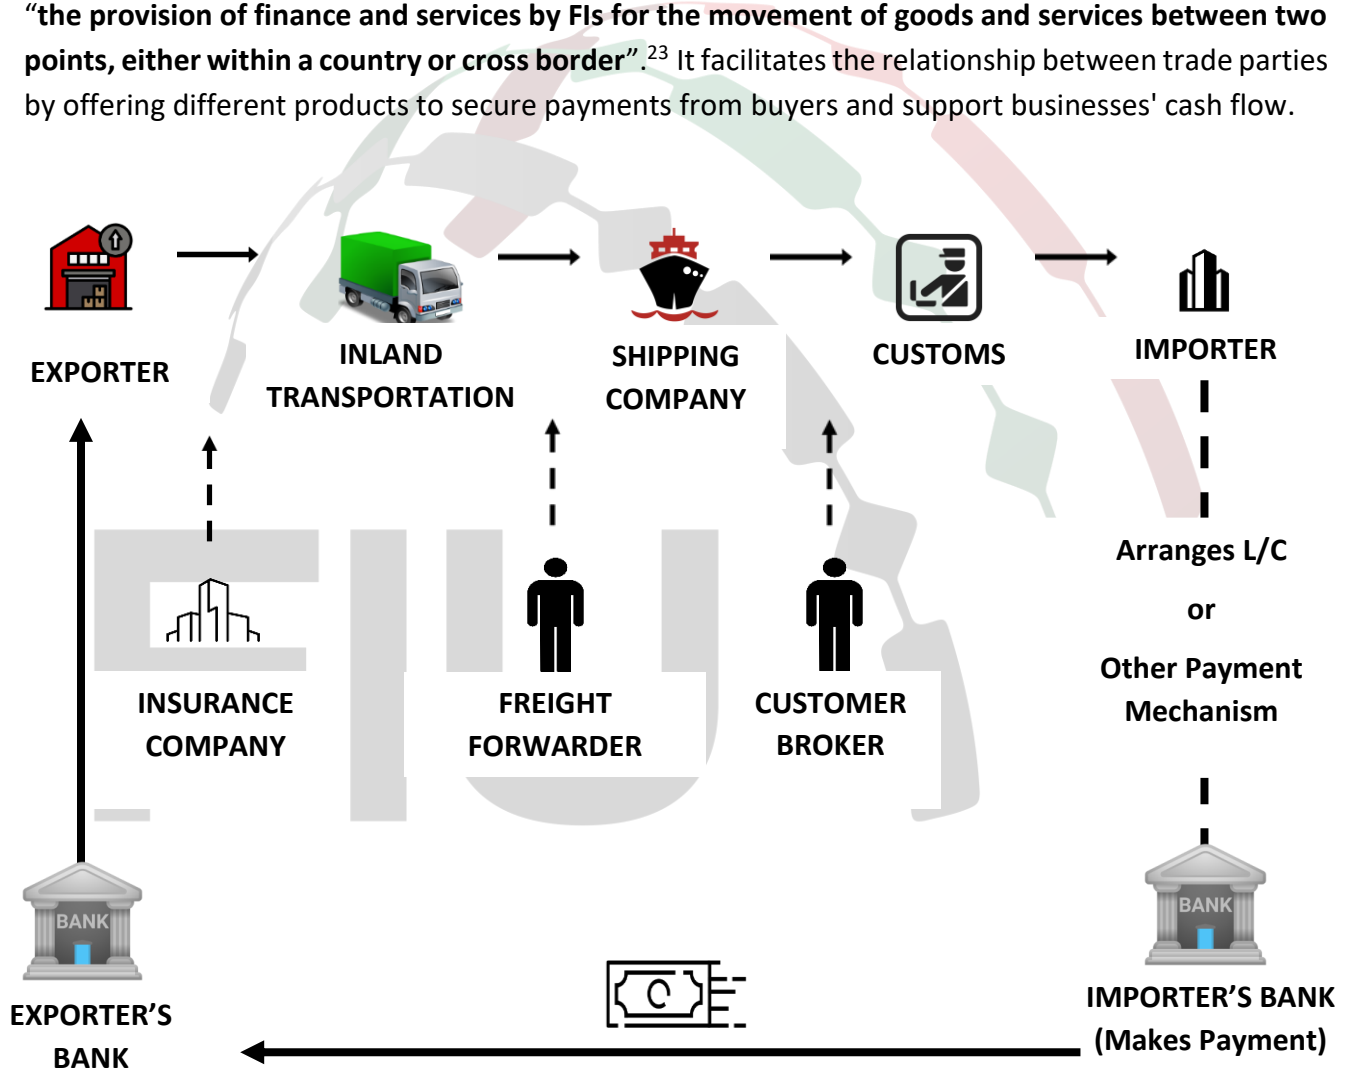 “the provision of finance and services by FIs for the movement of goods and services between two
points, either within a country or cross border”.23 It facilitates the relationship between trade parties
by offering different products to secure payments from buyers and support businesses' cash flow.
EXPORTER
INLAND
TRANSPORTATION
SHIPPING
COMPANY
CUSTOMS
IMPORTER
INSURANCE
COMPANY
FREIGHT
FORWARDER
CUSTOMER
BROKER
Arranges L/C
or
Other Payment
Mechanism
BANK
EXPORTER’S
BANK
BANK
IMPORTER’S BANK
(Makes Payment)
FIU